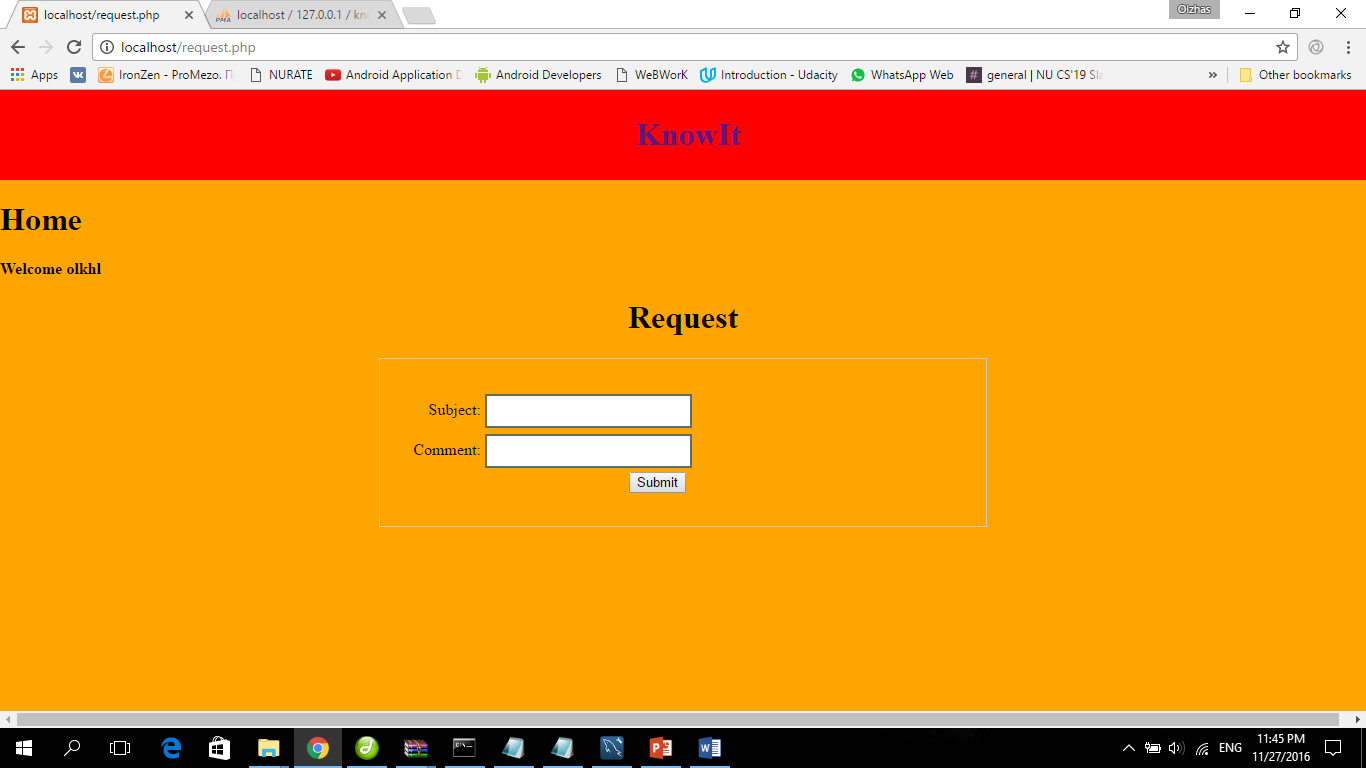 localhost/request.php
localhost / 127.0.0.1 / kn
Olzhas
localhost/request.php
Apps
IronZen - ProMezo. П
NURATE
Android Application D
Android Developers
WeBWorK
Introduction - Udacity
WhatsApp Web
general | NU CS'19 Sla
Other bookmarks
KnowIt
Home
Welcome olkhl
Request
Subject:
Comment:
Submit
ENG
11:45 PM
11/27/2016